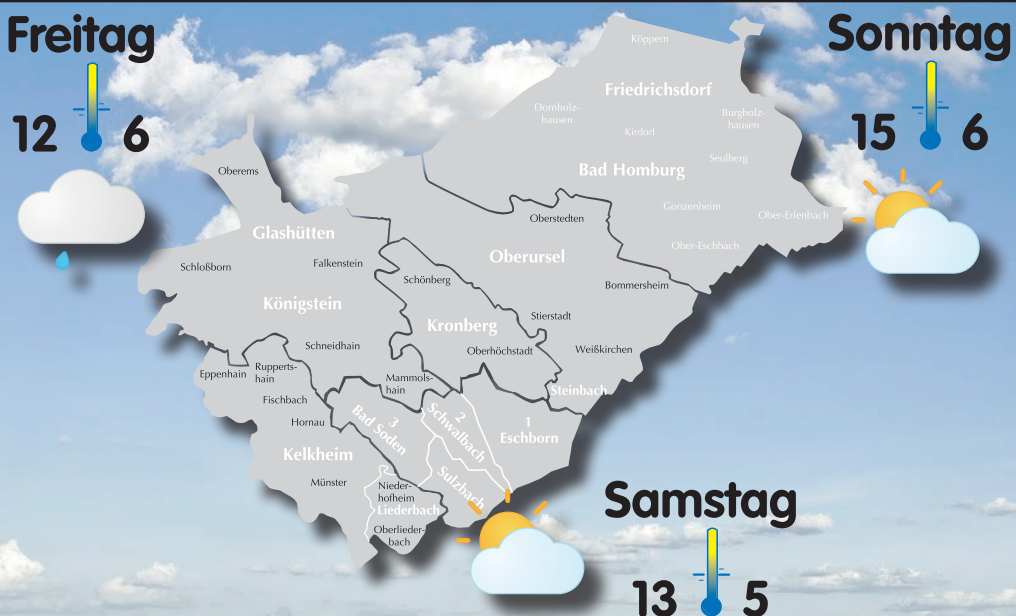 Freitag
12 6
Sonntag
15 6
Köppern
Friedrichsdorf
Dornholz-
hausen
Burgholz-
hausen
Kirdorf
Seulberg
Bad Homburg
Gonzenheim
Ober-Erlenbach
Ober-Eschbach
Oberems
Oberstedten
Glashütten
Oberursel
Schloßborn
Falkenstein
Schönberg
Bommersheim
Königstein
Stierstadt
Kronberg
Schneidhain
Oberhöchstadt
Weißkirchen
Eppenhain
Rupperts-
hain
Mammols-
hain
Steinbach
Fischbach
Hornau
3
Bad Soden
2
Schwalbach
1
Eschborn
Kelkheim
Münster
Sulzbach
Nieder-
hofheim
Liederbach
Oberlieder-
bach
Samstag
13 5